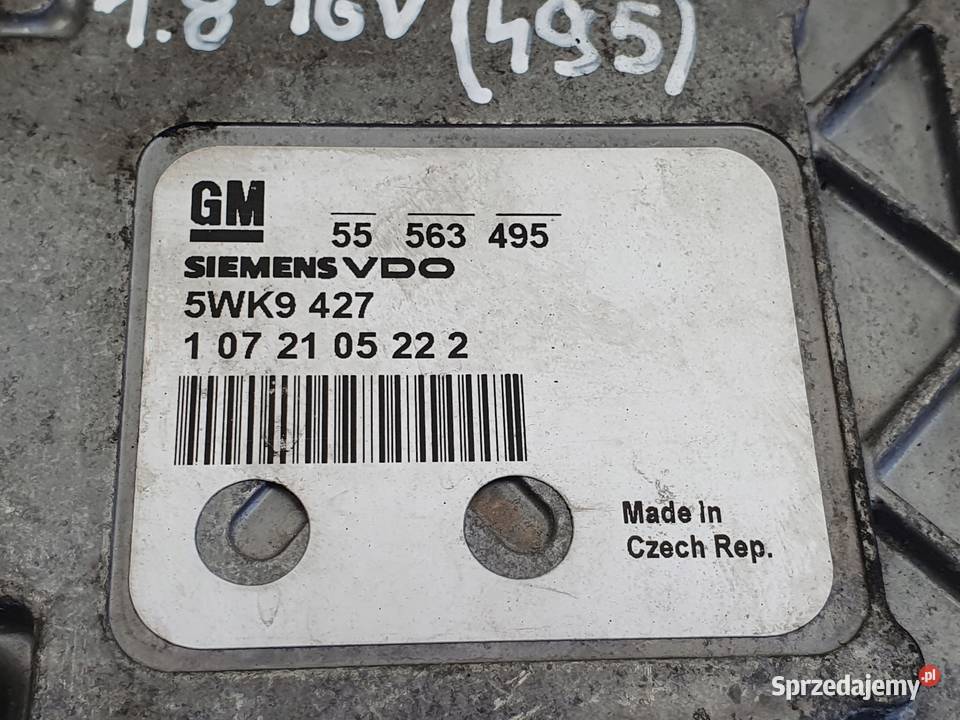 1.8 16V (495)
GM
55 563 495
SIEMENS VDO
5WK9 427
1 07 21 05 22 2
Made in
Czech Rep.
Sprzedajemy.pl